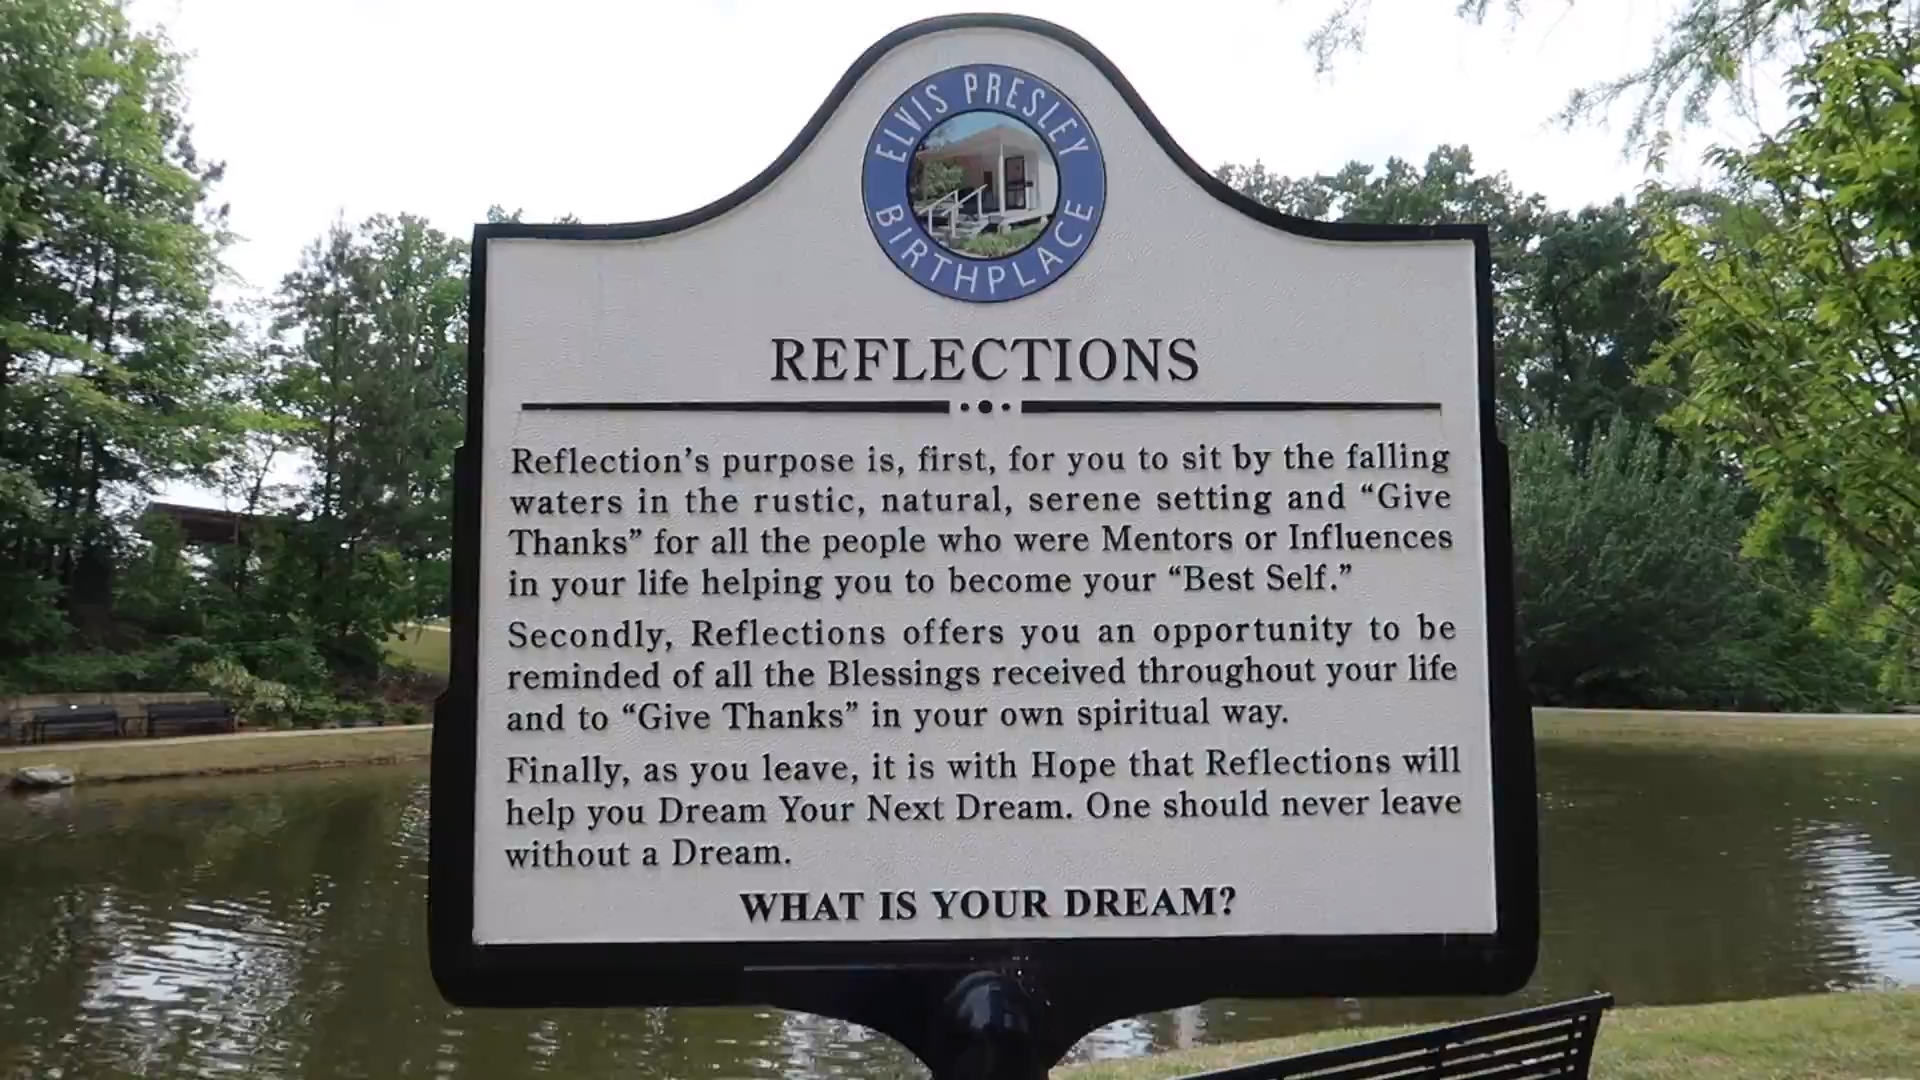 ELVIS PRESLEY
BIRTHPLACE
REFLECTIONS
Reflection’s purpose is, first, for you to sit by the falling
waters in the rustic, natural, serene setting and “Give
Thanks” for all the people who were Mentors or Influences
in your life helping you to become your “Best Self.”
Secondly, Reflections offers you an opportunity to be
reminded of all the Blessings received throughout your life
and to “Give Thanks” in your own spiritual way.
Finally, as you leave, it is with Hope that Reflections will
help you Dream Your Next Dream. One should never leave
without a Dream.
WHAT IS YOUR DREAM?